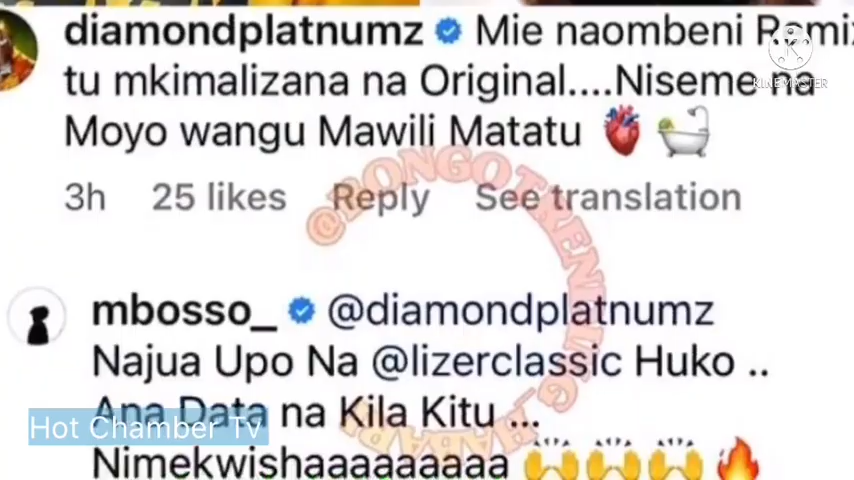 diamondplatnumz Mie naombeni Remix
tu mkimalizana na Original....Niseme na
KINEMASTER
Moyo wangu Mawili Matatu
3h 25 likes Reply See translation
mbosso_ @diamondplatnumz
Najua Upo Na @lizerclassic Huko ..
Ana Data na Kila Kitu ...
Hot Chamber Tv
Nimekwishaaaaaaaaa